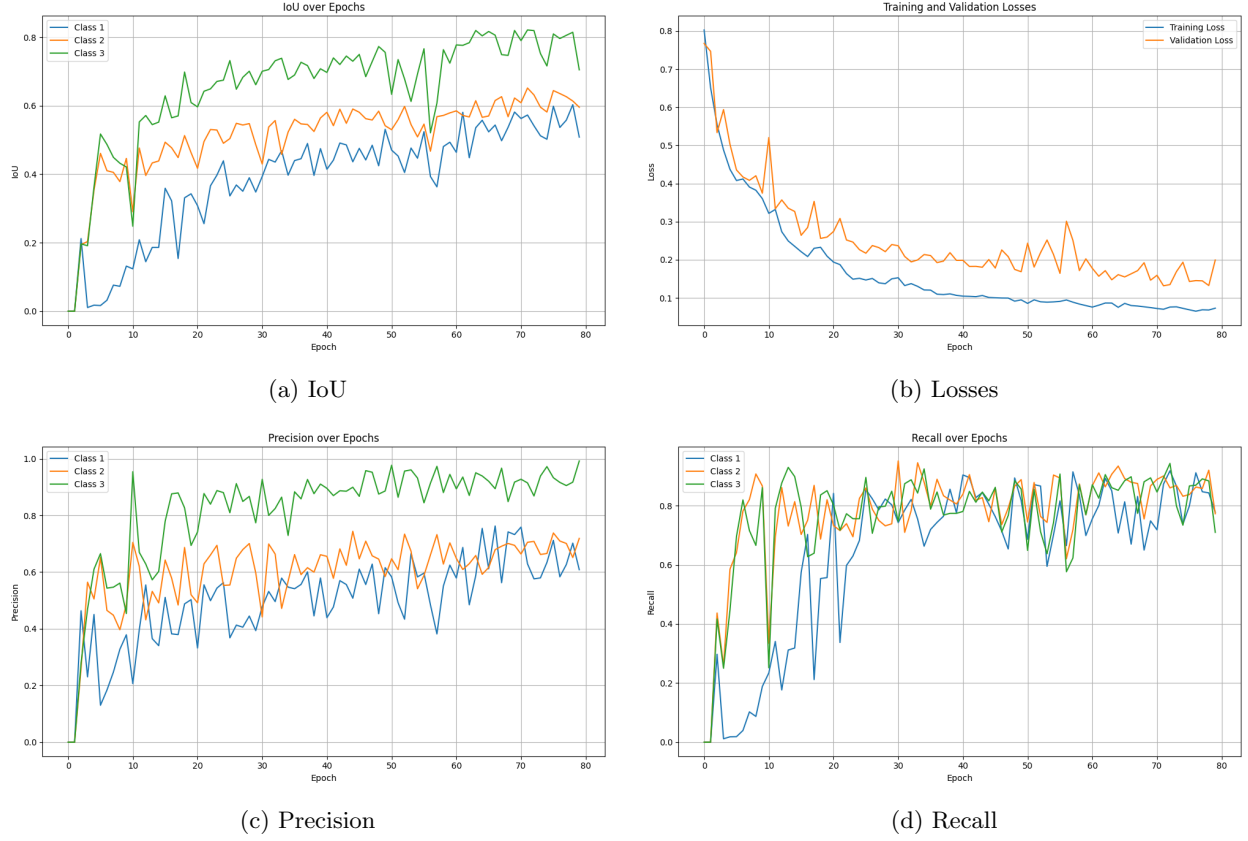 IoU over Epochs
Class 1
Class 2
Class 3
0.8
0.6
0.4
0.2
0.0
IoU
0 10 20 30 40 50 60 70 80
Epoch
(a) IoU
Training and Validation Losses
Training Loss
Validation Loss
0.8
0.7
0.6
0.5
0.4
0.3
0.2
0.1
Loss
0 10 20 30 40 50 60 70 80
Epoch
(b) Losses
Precision over Epochs
Class 1
Class 2
Class 3
1.0
0.8
0.6
0.4
0.2
0.0
Precision
0 10 20 30 40 50 60 70 80
Epoch
(c) Precision
Recall over Epochs
Class 1
Class 2
Class 3
0.8
0.6
0.4
0.2
0.0
Recall
0 10 20 30 40 50 60 70 80
Epoch
(d) Recall